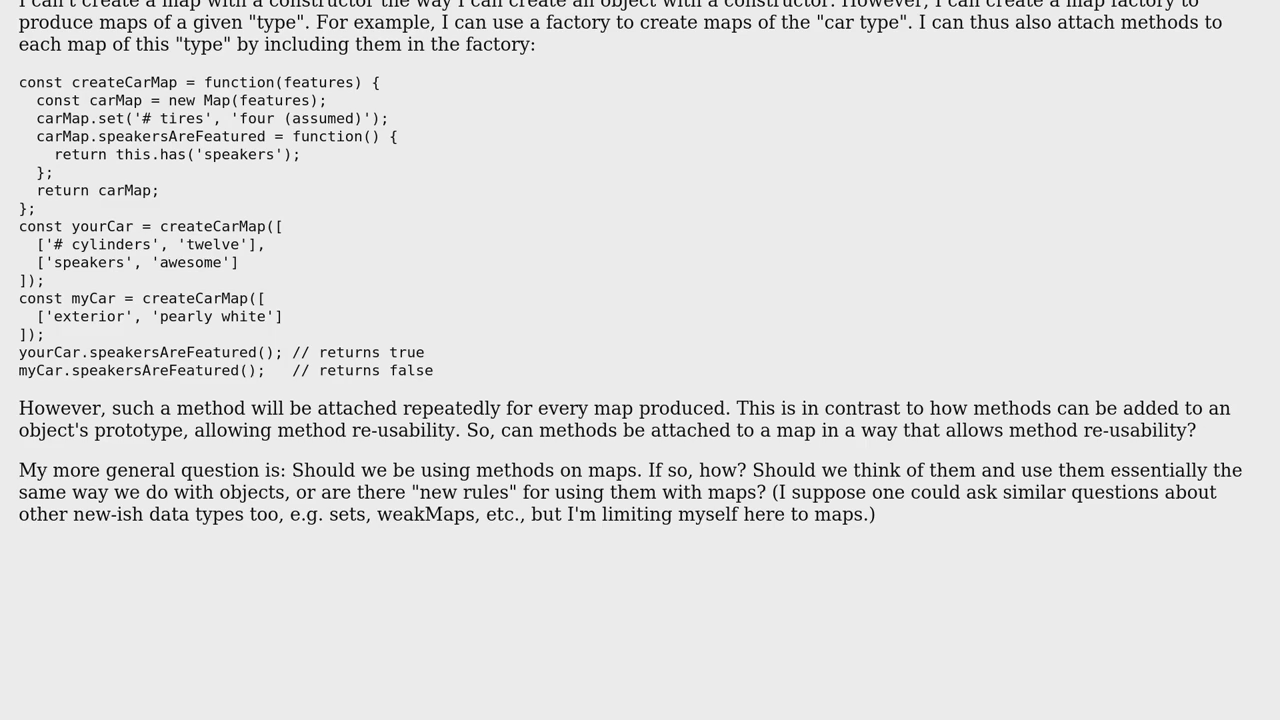 I can't create a map with a constructor the way I can create an object with a constructor. However, I can create a map factory to
produce maps of a given "type". For example, I can use a factory to create maps of the "car type". I can thus also attach methods to
each map of this "type" by including them in the factory:
const createCarMap = function(features) {
  const carMap = new Map(features);
  carMap.set('# tires', 'four (assumed)');
  carMap.speakersAreFeatured = function() {
    return this.has('speakers');
  };
  return carMap;
};
const yourCar = createCarMap([
  ['# cylinders', 'twelve'],
  ['speakers', 'awesome']
]);
const myCar = createCarMap([
  ['exterior', 'pearly white']
]);
yourCar.speakersAreFeatured(); // returns true
myCar.speakersAreFeatured();   // returns false
However, such a method will be attached repeatedly for every map produced. This is in contrast to how methods can be added to an
object's prototype, allowing method re-usability. So, can methods be attached to a map in a way that allows method re-usability?
My more general question is: Should we be using methods on maps. If so, how? Should we think of them and use them essentially the
same way we do with objects, or are there "new rules" for using them with maps? (I suppose one could ask similar questions about
other new-ish data types too, e.g. sets, weakMaps, etc., but I'm limiting myself here to maps.)